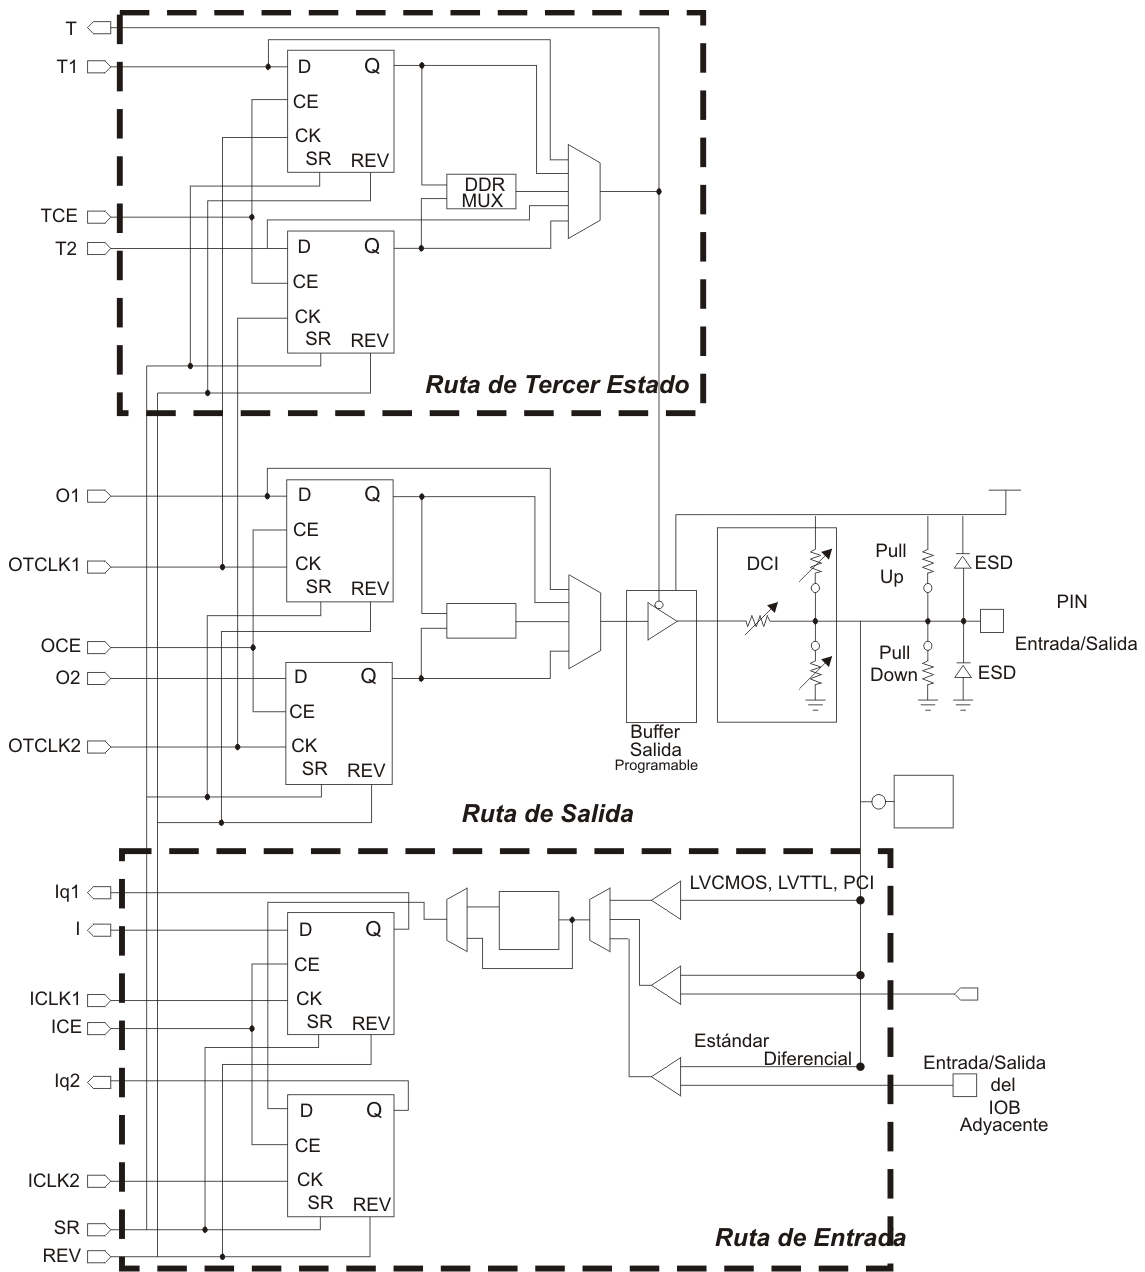 T
T1
D Q
CE
CK
SR REV
DDR
MUX
TCE
T2
D Q
CE
CK
SR REV
Ruta de Tercer Estado
O1
D Q
CE
OTCLK1
CK
SR REV
OCE
O2
D Q
CE
OTCLK2
CK
SR REV
DCI
Pull
Up
ESD
PIN
Entrada/Salida
Pull
Down
ESD
Buffer
Salida
Programable
Ruta de Salida
Iq1
LVCMOS, LVTTL, PCI
I
D Q
CE
ICLK1
CK
ICE
SR REV
Estándar
Diferencial
Entrada/Salida
del
IOB
Adyacente
Iq2
D Q
CE
ICLK2
CK
SR REV
SR
Ruta de Entrada
REV